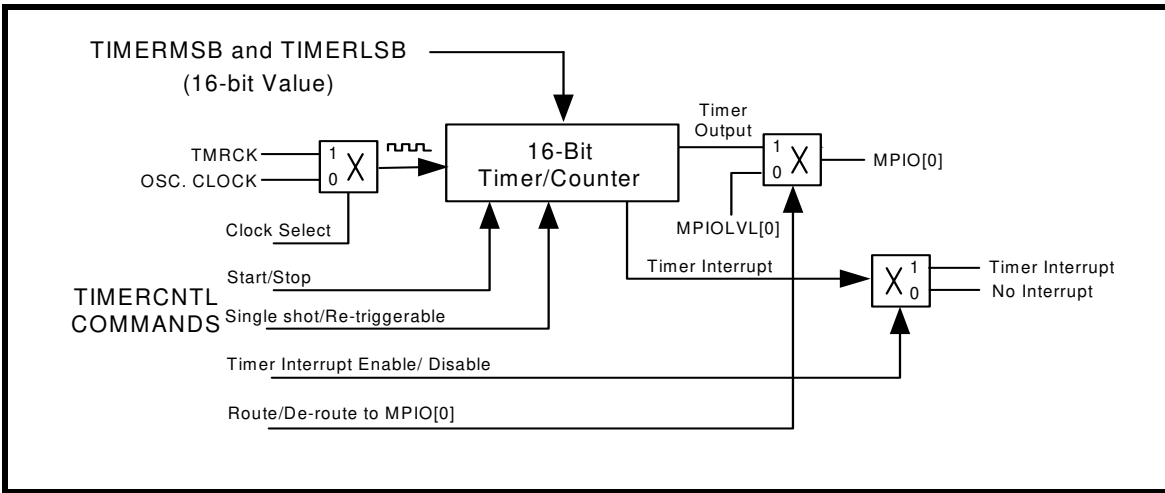 TIMERMSB and TIMERLSB
(16-bit Value)
Timer
Output
TMRCK
OSC. CLOCK
1
0
X
16-Bit
Timer/Counter
1
0
X
MPIO[0]
MPIOLVL[0]
Clock Select
Timer Interrupt
X
1
0
Timer Interrupt
No Interrupt
Start/Stop
TIMERCNTL
COMMANDS
Single shot/Re-triggerable
Timer Interrupt Enable/ Disable
Route/De-route to MPIO[0]